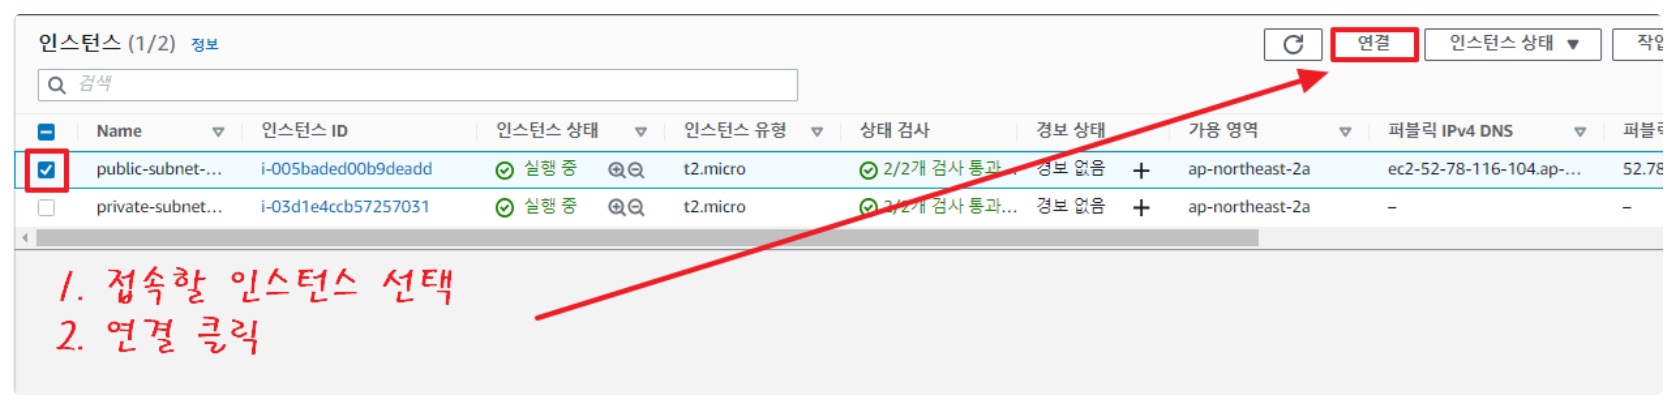 인스턴스 (1/2) 정보
연결 인스턴스 상태
검색
Name 인스턴스 ID 인스턴스 상태 인스턴스 유형 상태 검사 경보 상태 가용 영역 퍼블릭 IPv4 DNS
public-subnet-... i-005baded00b9deadd 실행 중 t2.micro 2/2개 검사 통과... 경보 없음 + ap-northeast-2a ec2-52-78-116-104.ap-... 52.78
private-subnet... i-03d1e4ccb57257031 실행 중 t2.micro 2/2개 검사 통과... 경보 없음 + ap-northeast-2a – –
1. 접속할 인스턴스 선택
2. 연결 클릭